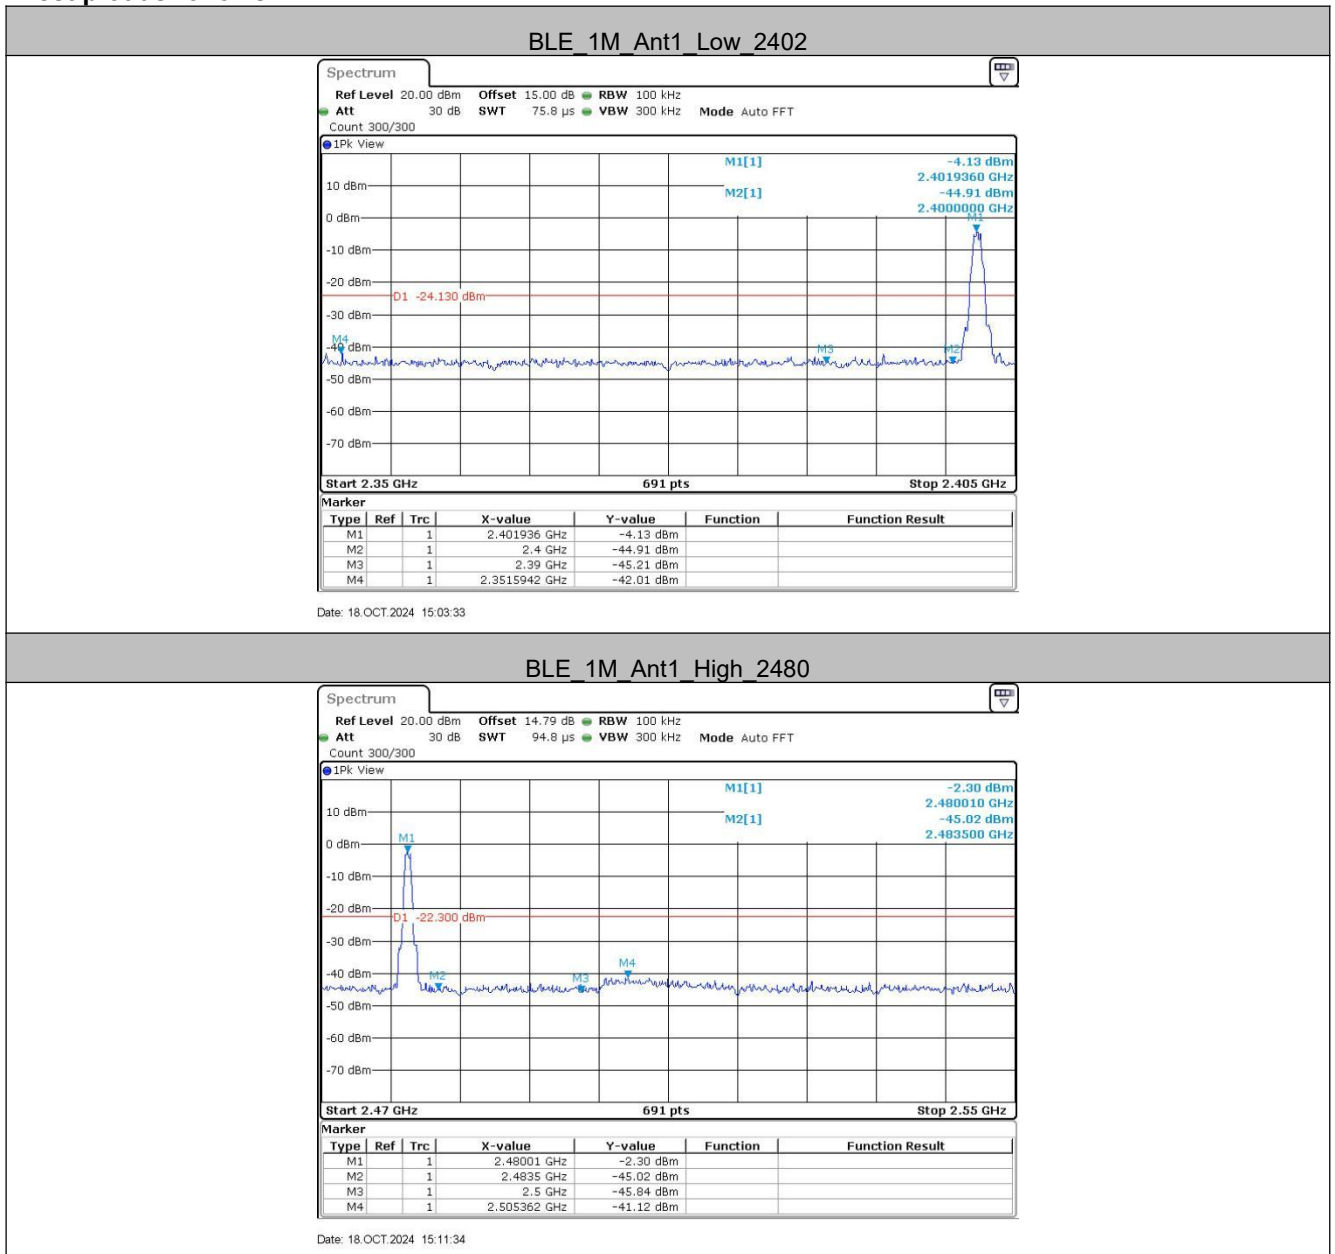 BLE_1M_Ant1_Low_2402
Spectrum
Ref Level 20.00 dBm Offset 15.00 dB RBW 100 kHz
Att 30 dB SWT 75.8 µs VBW 300 kHz Mode Auto FFT
Count 300/300
1Pk View
M1[1] -4.13 dBm
2.4019360 GHz
M2[1] -44.91 dBm
2.4000000 GHz
10 dBm
0 dBm
M1
-10 dBm
-20 dBm
D1 -24.130 dBm
-30 dBm
M4
-40 dBm
M3
M2
-50 dBm
-60 dBm
-70 dBm
Start 2.35 GHz 691 pts Stop 2.405 GHz
Marker
Type Ref Trc X-value Y-value Function Function Result
M1 1 2.401936 GHz -4.13 dBm
M2 1 2.4 GHz -44.91 dBm
M3 1 2.39 GHz -45.21 dBm
M4 1 2.3515942 GHz -42.01 dBm
Date: 18.OCT.2024 15:03:33
BLE_1M_Ant1_High_2480
Spectrum
Ref Level 20.00 dBm Offset 14.79 dB RBW 100 kHz
Att 30 dB SWT 94.8 µs VBW 300 kHz Mode Auto FFT
Count 300/300
1Pk View
M1[1] -2.30 dBm
2.480010 GHz
M2[1] -45.02 dBm
2.483500 GHz
10 dBm
0 dBm
M1
-10 dBm
-20 dBm
D1 -22.300 dBm
-30 dBm
M4
-40 dBm
M2
M3
-50 dBm
-60 dBm
-70 dBm
Start 2.47 GHz 691 pts Stop 2.55 GHz
Marker
Type Ref Trc X-value Y-value Function Function Result
M1 1 2.48001 GHz -2.30 dBm
M2 1 2.4835 GHz -45.02 dBm
M3 1 2.5 GHz -45.84 dBm
M4 1 2.505362 GHz -41.12 dBm
Date: 18.OCT.2024 15:11:34